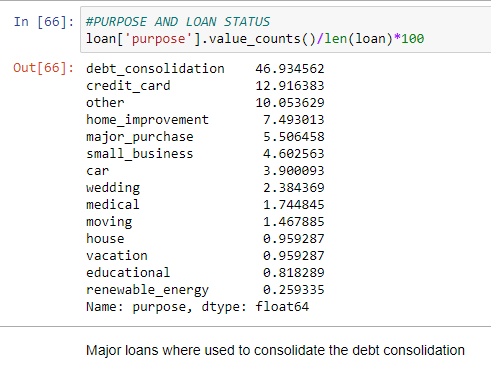 In [66]: #PURPOSE AND LOAN STATUS
loan['purpose'].value_counts()/len(loan)*100
Out[66]: debt_consolidation 46.934562
credit_card 12.916383
other 10.053629
home_improvement 7.493013
major_purchase 5.506458
small_business 4.602563
car 3.900093
wedding 2.384369
medical 1.744845
moving 1.467885
house 0.959287
vacation 0.959287
educational 0.818289
renewable_energy 0.259335
Name: purpose, dtype: float64
Major loans where used to consolidate the debt consolidation